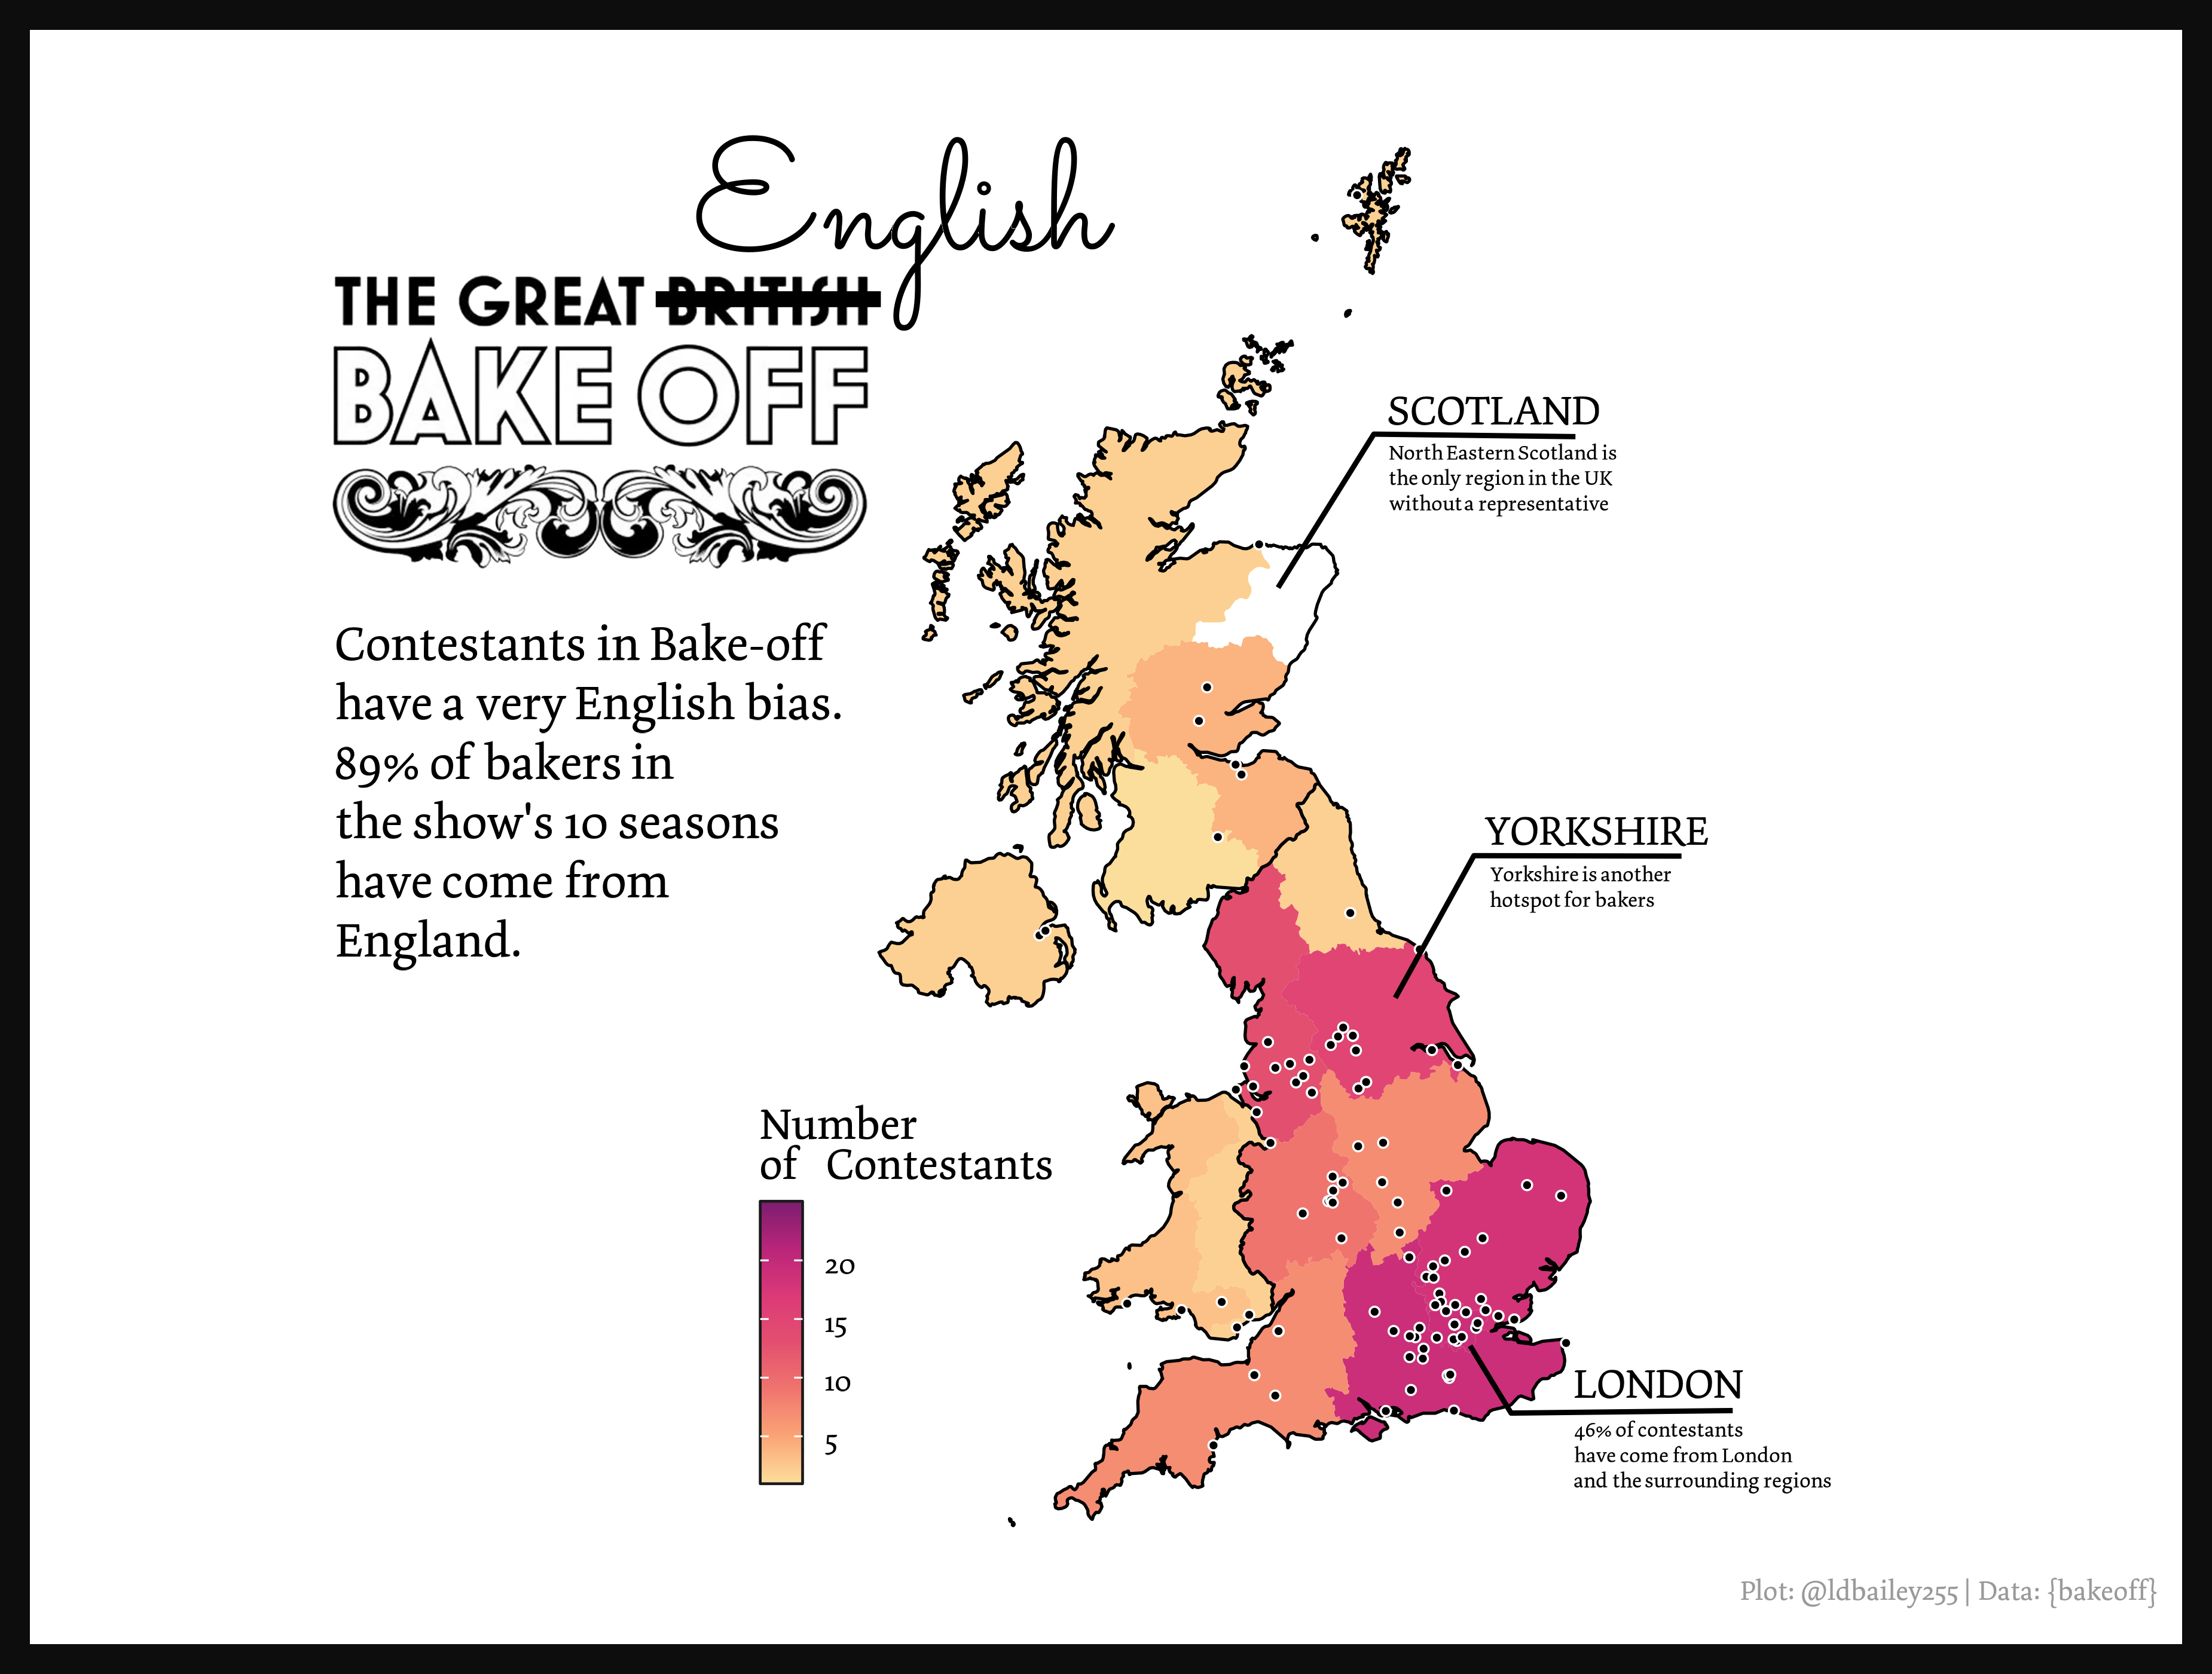 English
THE GREAT BRITISH
BAKE OFF
Contestants in Bake-off
have a very English bias.
89% of bakers in
the show's 10 seasons
have come from
England.
SCOTLAND
North Eastern Scotland is
the only region in the UK
without a representative
YORKSHIRE
Yorkshire is another
hotspot for bakers
Number
of Contestants
20
15
10
5
LONDON
46% of contestants
have come from London
and the surrounding regions
Plot: @ldbailey255 | Data: {bakeoff}